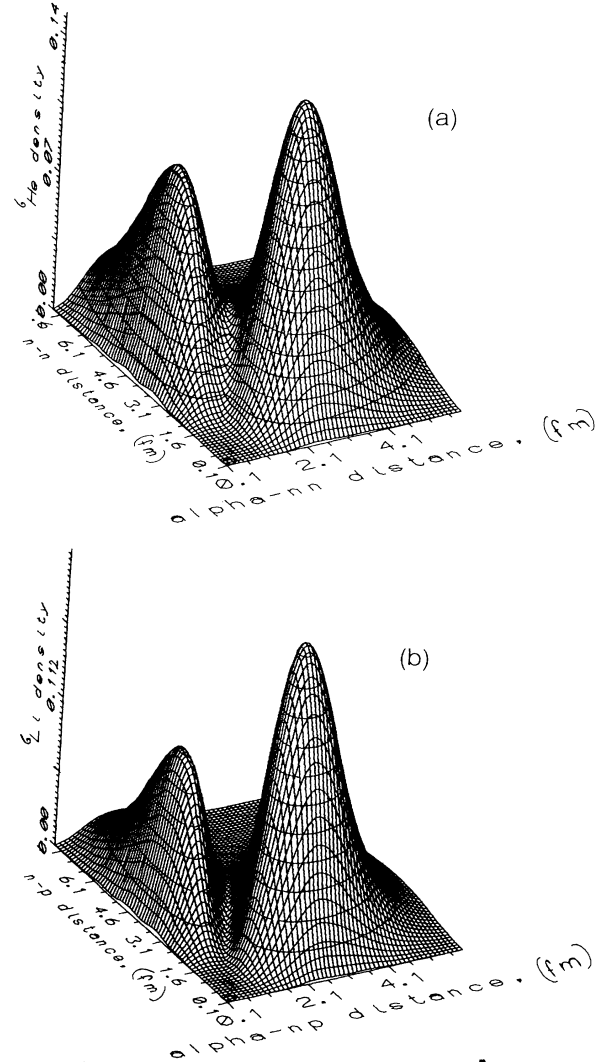 0.14
(a)
6He density
0.07
0.00
6.1
4.6
3.1
1.6
0.1
n-n distance. (fm)
0.1
2.1
4.1
alpha-nn distance. (fm)
(b)
6Li density
0.112
0.00
6.1
4.6
3.1
1.6
0.1
n-p distance. (fm)
0.1
2.1
4.1
alpha-np distance. (fm)